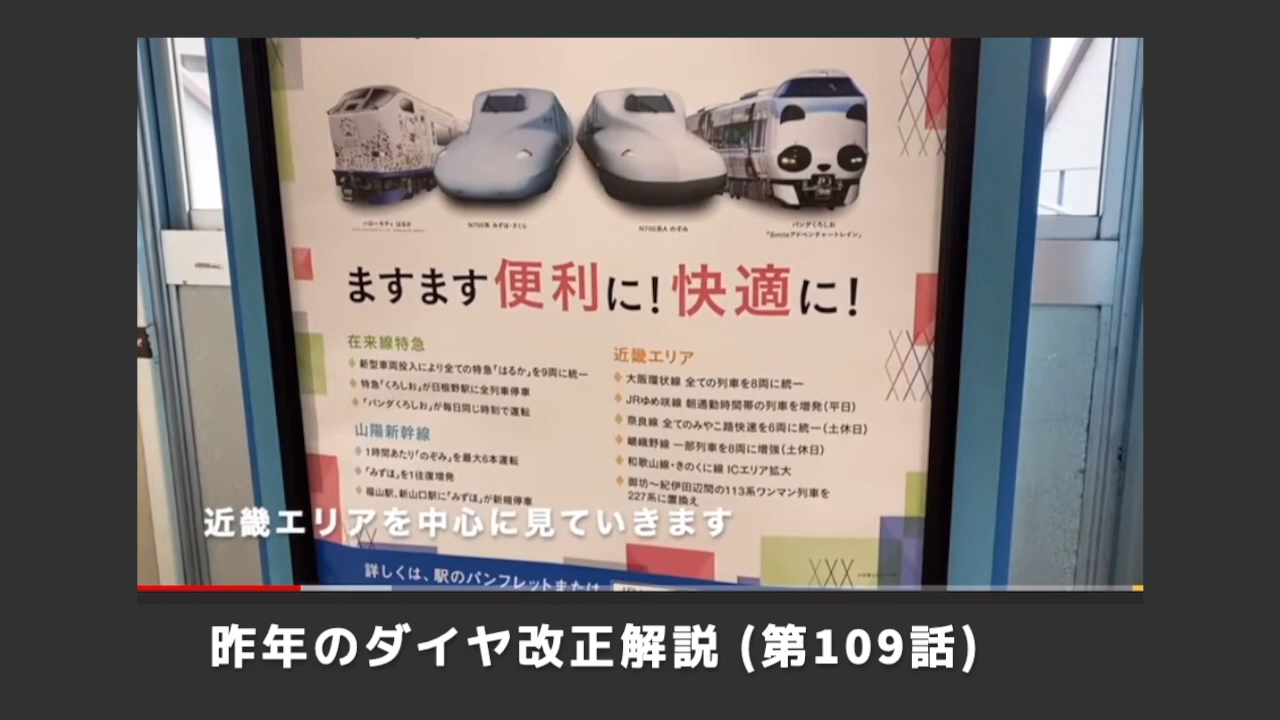 ハローキティ はるか
N700系 みずほ・さくら
N700系A のぞみ
パンダくろしお
「Smileアドベンチャートレイン」
ますます便利に!快適に!
在来線特急
新型車両投入により全ての特急「はるか」を9両に統一
特急「くろしお」が日根野駅に全列車停車
「パンダくろしお」が毎日同じ時刻で運転
山陽新幹線
1時間あたり「のぞみ」を最大6本運転
「みずほ」を1往復増発
福山駅、新山口駅に「みずほ」が新規停車
近畿エリア
大阪環状線 全ての列車を8両に統一
JRゆめ咲線 朝通勤時間帯の列車を増発(平日)
奈良線 全てのみやこ路快速を6両に統一(土休日)
嵯峨野線 一部列車を8両に増強(土休日)
和歌山線・きのくに線 ICエリア拡大
御坊〜紀伊田辺間の113系ワンマン列車を
227系に置換え
近畿エリアを中心に見ていきます
詳しくは、駅のパンフレットまたは
昨年のダイヤ改正解説 (第109話)